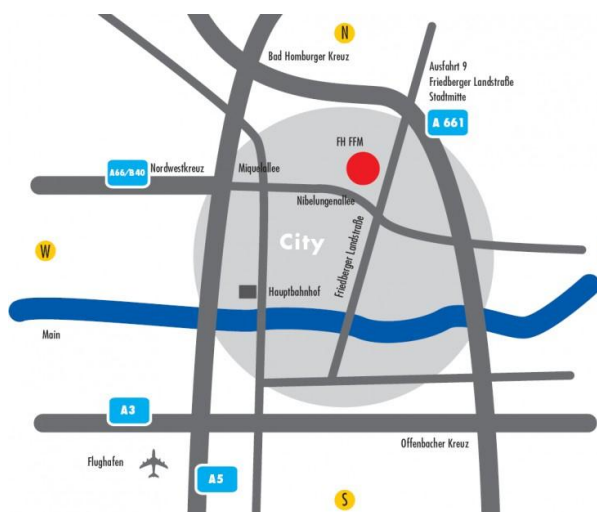 N
Bad Homburger Kreuz
Ausfahrt 9
Friedberger Landstraße
Stadtmitte
A 661
FH FFM
A66/B40
Nordwestkreuz
Miquelallee
Nibelungenallee
City
W
Friedberger Landstraße
Hauptbahnhof
Main
A3
Offenbacher Kreuz
Flughafen
A5
S